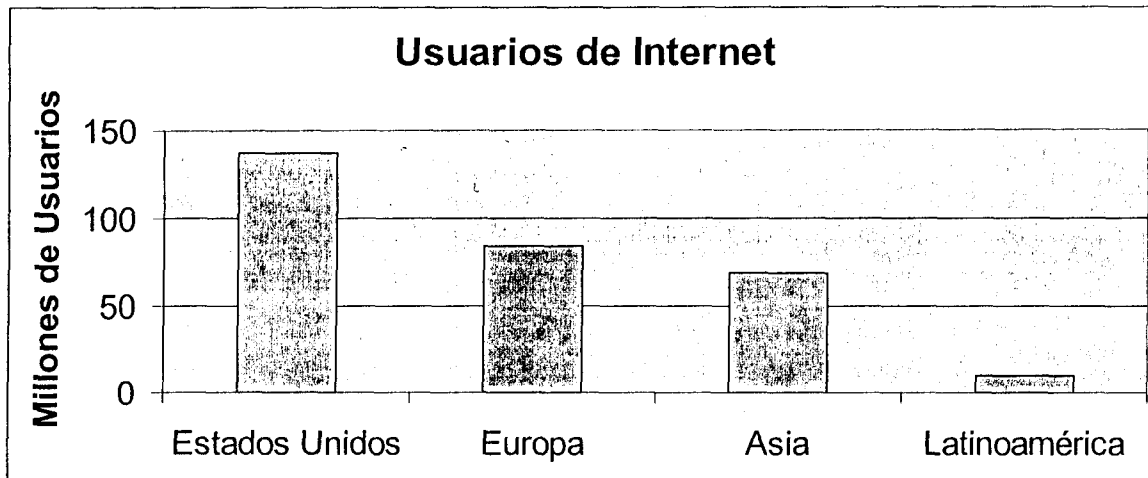 Usuarios de Internet
Millones de Usuarios
150
100
50
0
Estados Unidos Europa Asia Latinoamérica